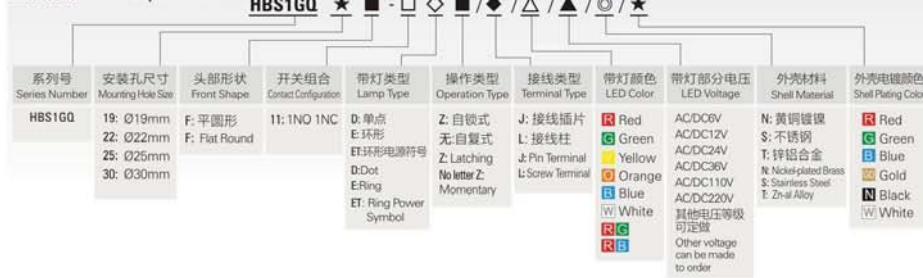 HBS1GQ ★ ■ - □ ◇ ■ / ◆ / △ / ▲ / ◎ / ★
系列号
Series Number
HBS1GQ
安装孔尺寸
Mounting Hole Size
19: Ø19mm
22: Ø22mm
25: Ø25mm
30: Ø30mm
头部形状
Front Shape
F: 平圆形
F: Flat Round
开关组合
Contact Configuration
11: 1NO 1NC
带灯类型
Lamp Type
D: 单点
E: 环形
ET:环形电源符号
D:Dot
E:Ring
ET: Ring Power
Symbol
操作类型
Operation Type
Z: 自锁式
无:自复式
Z: Latching
No letter Z:
Momentary
接线类型
Terminal Type
J: 接线插片
L: 接线柱
J: Pin Terminal
L: Screw Terminal
带灯颜色
LED Color
R Red
G Green
Yellow
O Orange
B Blue
W White
R G
R B
带灯部分电压
LED Voltage
AC/DC6V
AC/DC12V
AC/DC24V
AC/DC36V
AC/DC110V
AC/DC220V
其他电压等级
可定做
Other voltage
can be made
to order
外壳材料
Shell Material
N: 黄铜镀镍
S: 不锈钢
T: 锌铝合金
N: Nickel-plated Brass
S: Stainless Steel
T: Zn-al Alloy
外壳电镀颜色
Shell Plating Color
R Red
G Green
B Blue
GO Gold
N Black
W White